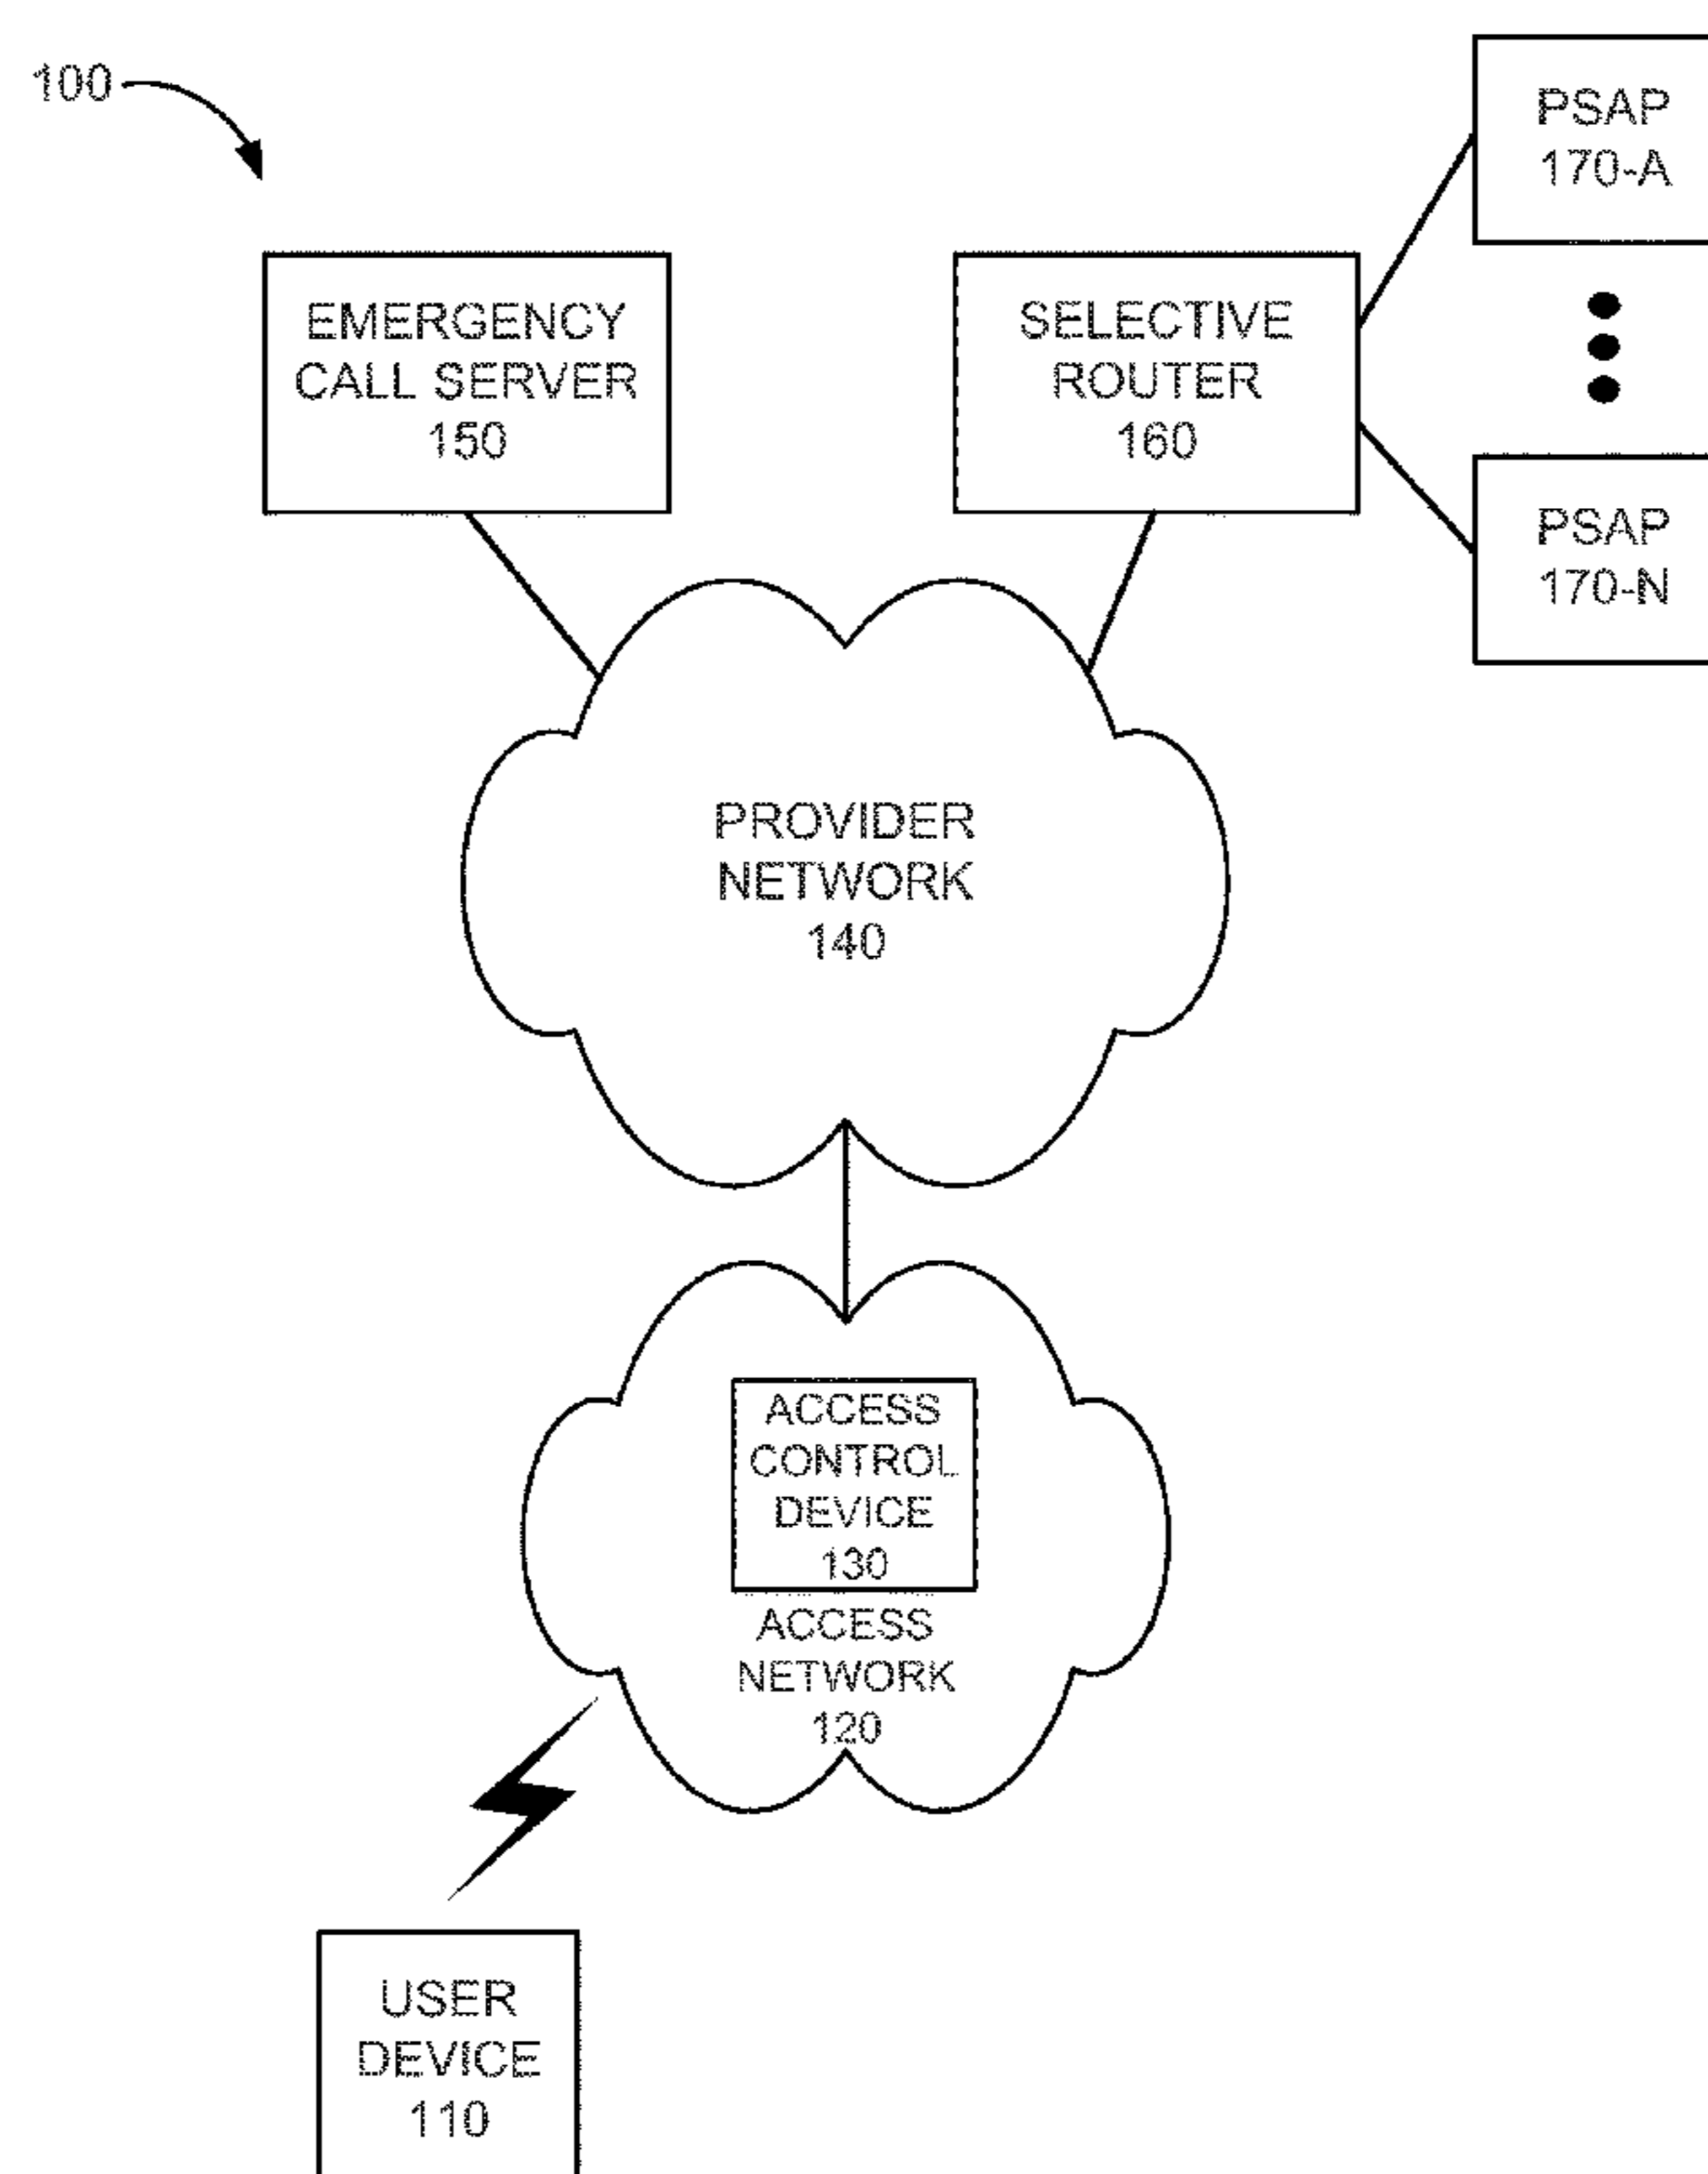 100
PSAP
170-A
EMERGENCY
CALL SERVER
150
SELECTIVE
ROUTER
160
PSAP
170-N
PROVIDER
NETWORK
140
ACCESS
CONTROL
DEVICE
130
ACCESS
NETWORK
120
USER
DEVICE
110